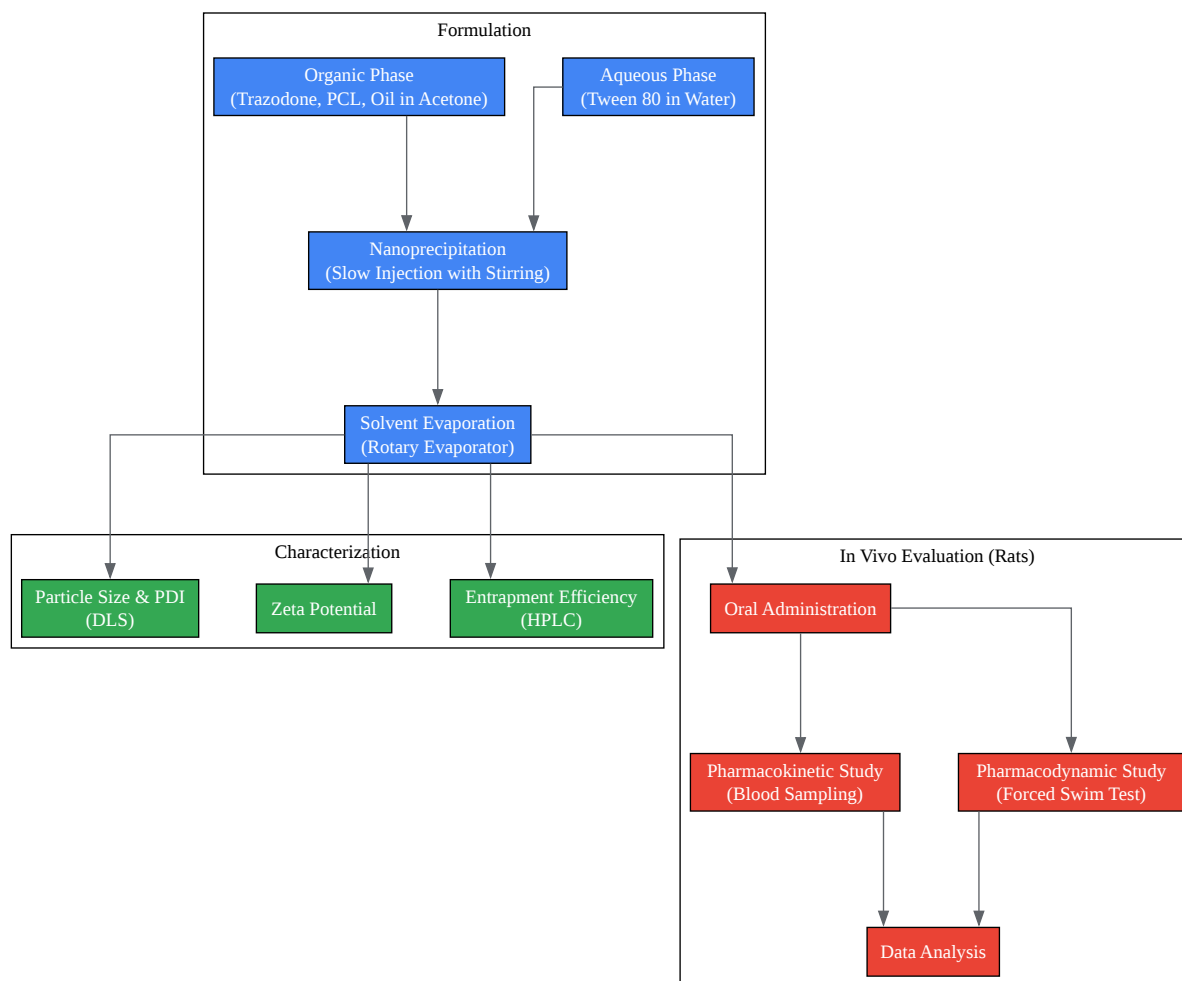 Formulation
Organic Phase
(Trazodone, PCL, Oil in Acetone)
Aqueous Phase
(Tween 80 in Water)
Nanoprecipitation
(Slow Injection with Stirring)
Solvent Evaporation
(Rotary Evaporator)
Characterization
Particle Size & PDI
(DLS)
Zeta Potential
Entrapment Efficiency
(HPLC)
In Vivo Evaluation (Rats)
Oral Administration
Pharmacokinetic Study
(Blood Sampling)
Pharmacodynamic Study
(Forced Swim Test)
Data Analysis